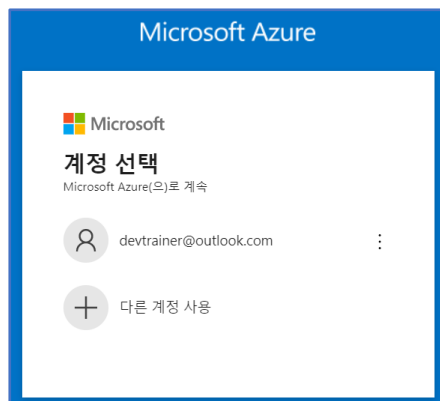 Microsoft Azure
Microsoft
계정 선택
Microsoft Azure(으)로 계속
devtrainer@outlook.com
다른 계정 사용